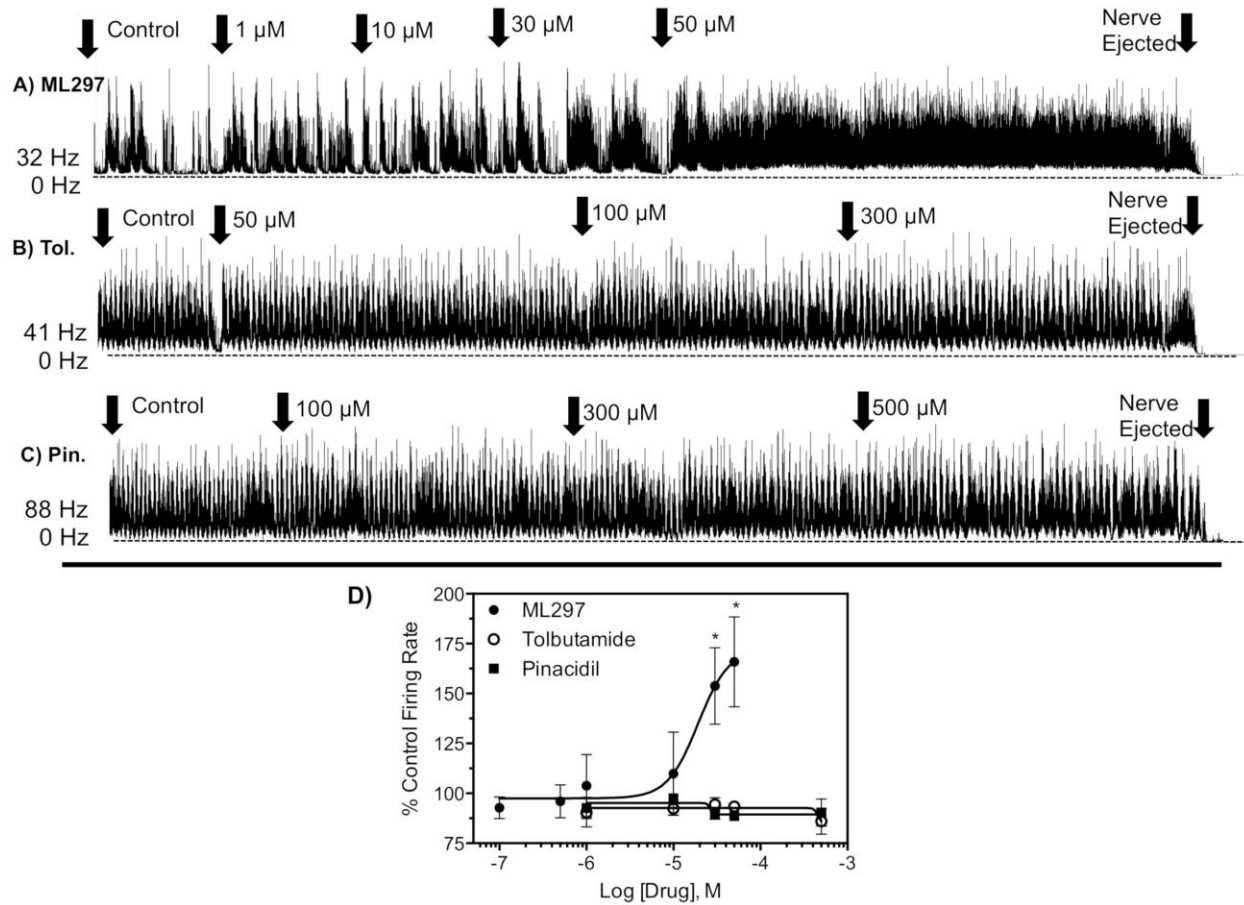 Control 1 µM 10 µM 30 µM 50 µM Nerve
Ejected
A) ML297
32 Hz
0 Hz
Control 50 µM 100 µM 300 µM Nerve
Ejected
B) Tol.
41 Hz
0 Hz
Control 100 µM 300 µM 500 µM Nerve
Ejected
C) Pin.
88 Hz
0 Hz
D)
200
175
150
125
100
75
% Control Firing Rate
ML297
Tolbutamide
Pinacidil
* *
-7 -6 -5 -4 -3
Log [Drug], M